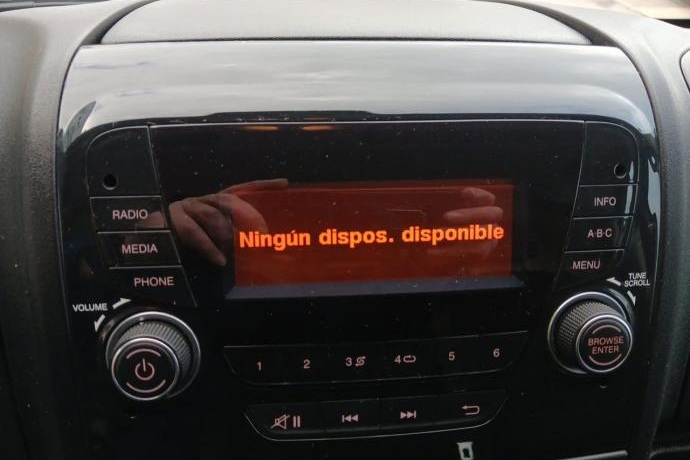 RADIO
MEDIA
PHONE
VOLUME
Ningún dispos. disponible
INFO
A·B·C
MENU
TUNE
SCROLL
BROWSE
ENTER
1 2 3 4 5 6